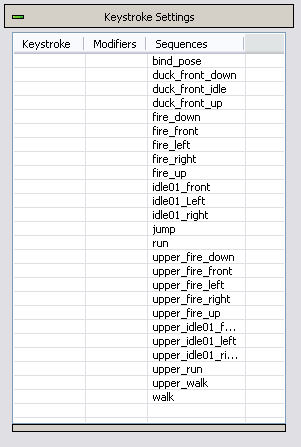 Keystroke Settings
Keystroke Modifiers Sequences
bind_pose
duck_front_down
duck_front_idle
duck_front_up
fire_down
fire_front
fire_left
fire_right
fire_up
idle01_front
idle01_Left
idle01_right
jump
run
upper_fire_down
upper_fire_front
upper_fire_left
upper_fire_right
upper_fire_up
upper_idle01_f...
upper_idle01_left
upper_idle01_ri...
upper_run
upper_walk
walk